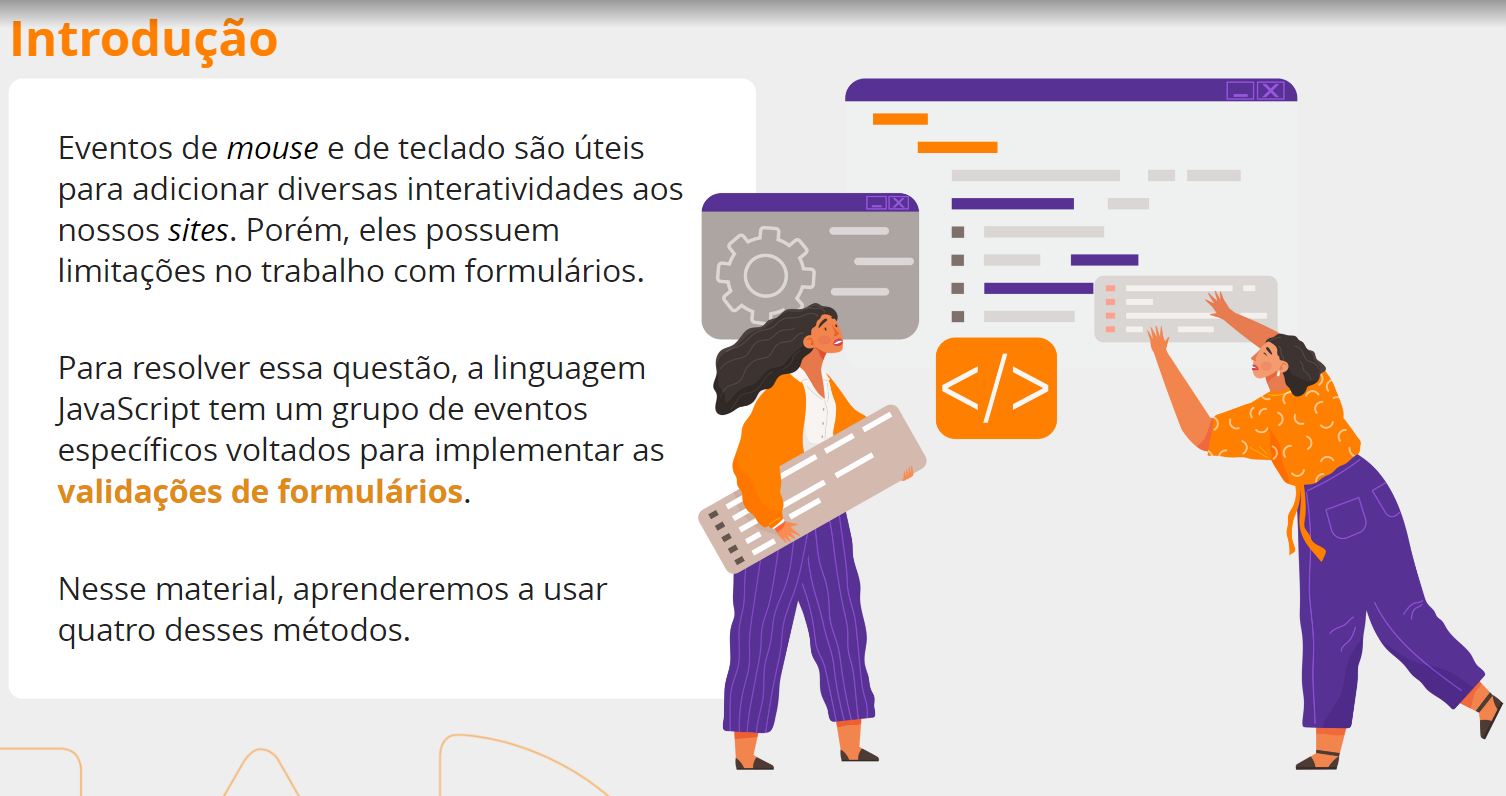 Introdução
Eventos de mouse e de teclado são úteis
para adicionar diversas interatividades aos
nossos sites. Porém, eles possuem
limitações no trabalho com formulários.
Para resolver essa questão, a linguagem
JavaScript tem um grupo de eventos
específicos voltados para implementar as
validações de formulários.
Nesse material, aprenderemos a usar
quatro desses métodos.
</>